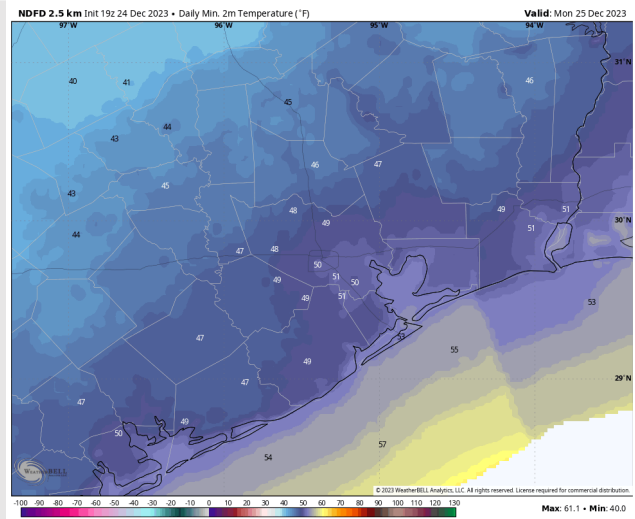 NDFD 2.5 km Init 19z 24 Dec 2023 • Daily Min. 2m Temperature (°F)
Valid: Mon 25 Dec 2023
97°W 96°W 95°W 94°W
31°N
40 41 46
45
44
43
46 47
45
43
48 49 51
30°N
49 51
44
47 48
50
51 50
49
49 51
53
53
55
47
49
29°N
47
47
49
50
57
54
WEATHERBELL
© 2023 WeatherBELL Analytics, LLC. All rights reserved. License required for commercial distribution.
-100 -90 -80 -70 -60 -50 -40 -30 -20 -10 0 10 20 30 40 50 60 70 80 90 100 110 120 130
Max: 61.1 • Min: 40.0